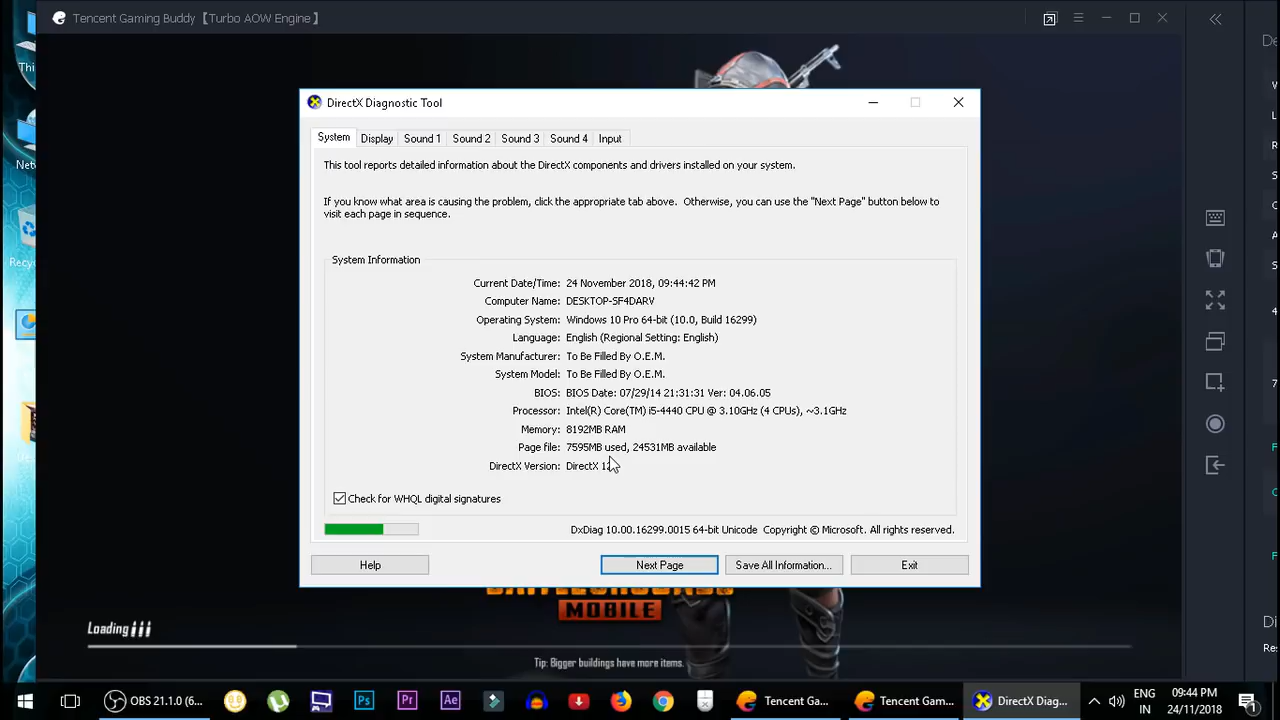 Tencent Gaming Buddy【Turbo AOW Engine】
Thi
Net
Recyc
DirectX Diagnostic Tool
System Display Sound 1 Sound 2 Sound 3 Sound 4 Input
This tool reports detailed information about the DirectX components and drivers installed on your system.
If you know what area is causing the problem, click the appropriate tab above. Otherwise, you can use the "Next Page" button below to
visit each page in sequence.
System Information
Current Date/Time: 24 November 2018, 09:44:42 PM
Computer Name: DESKTOP-SF4DARV
Operating System: Windows 10 Pro 64-bit (10.0, Build 16299)
Language: English (Regional Setting: English)
System Manufacturer: To Be Filled By O.E.M.
System Model: To Be Filled By O.E.M.
BIOS: BIOS Date: 07/29/14 21:31:31 Ver: 04.06.05
Processor: Intel(R) Core(TM) i5-4440 CPU @ 3.10GHz (4 CPUs), ~3.1GHz
Memory: 8192MB RAM
Page file: 7595MB used, 24531MB available
DirectX Version: DirectX 12
Check for WHQL digital signatures
DxDiag 10.00.16299.0015 64-bit Unicode Copyright © Microsoft. All rights reserved.
Help Next Page Save All Information... Exit
MOBILE
Loading
Tip: Bigger buildings have more items.
OBS 21.1.0 (6... Ps Pr Ae Tencent Ga... Tencent Gam... DirectX Diag...
ENG
IN
09:44 PM
24/11/2018
1